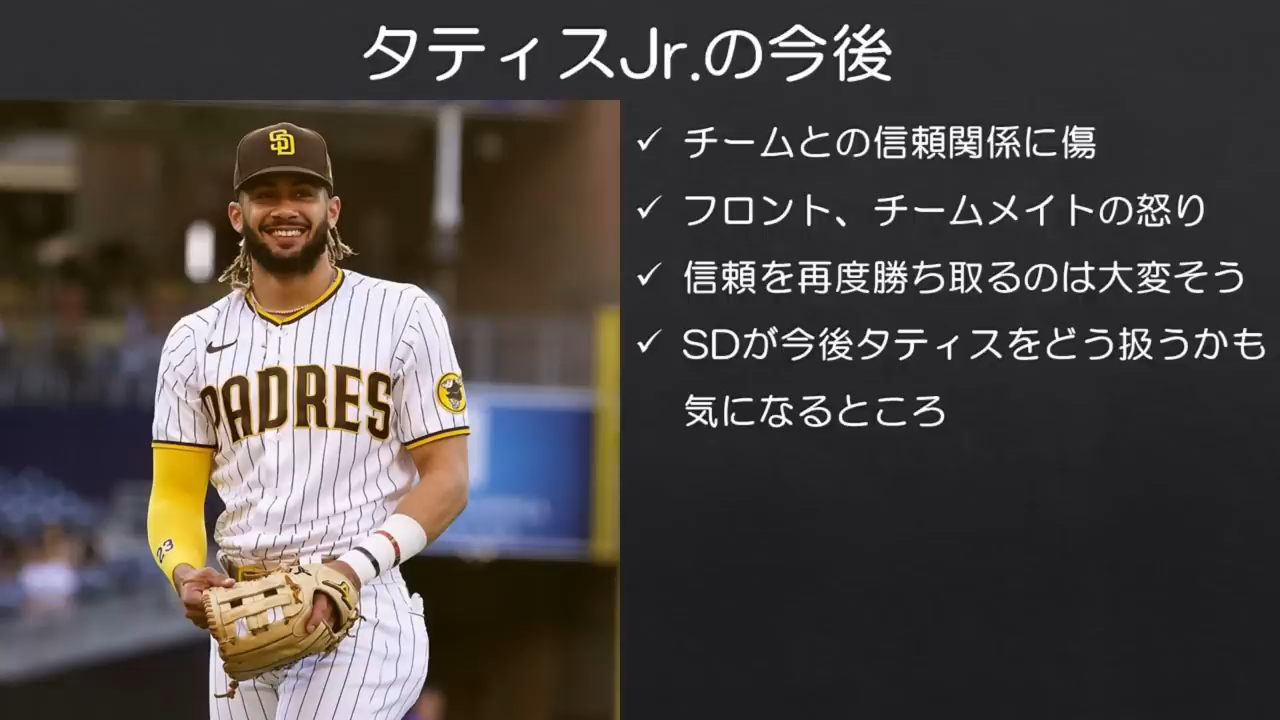 タティスJr.の今後
チームとの信頼関係に傷
フロント、チームメイトの怒り
信頼を再度勝ち取るのは大変そう
SDが今後タティスをどう扱うかも
気になるところ
SD
PADRES
23